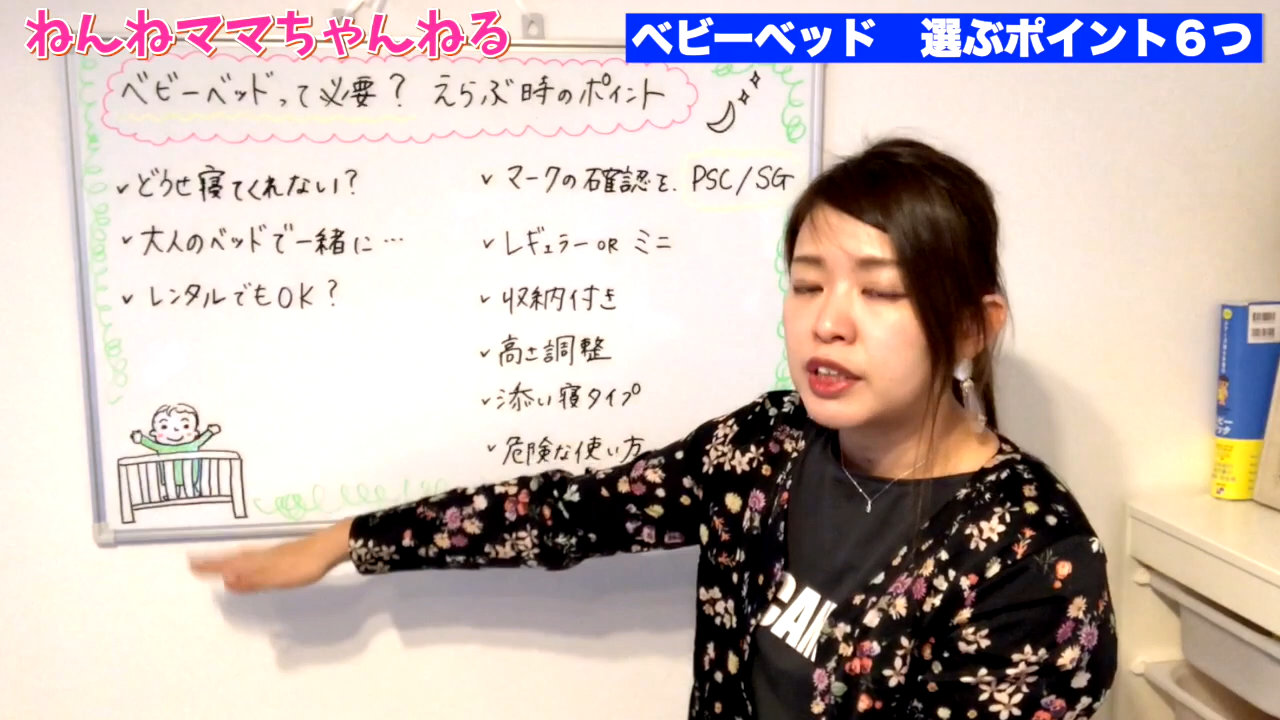 ねんねママちゃんねる
ベビーベッド　選ぶポイント６つ
ベビーベッドって必要？ えらぶ時のポイント
✓どうせ寝てくれない？
✓大人のベッドで一緒に…
✓レンタルでもOK？
✓マークの確認を、PSC/SG
✓レギュラー OR ミニ
✓収納付き
✓高さ調整
✓添い寝タイプ
✓危険な使い方
CAN